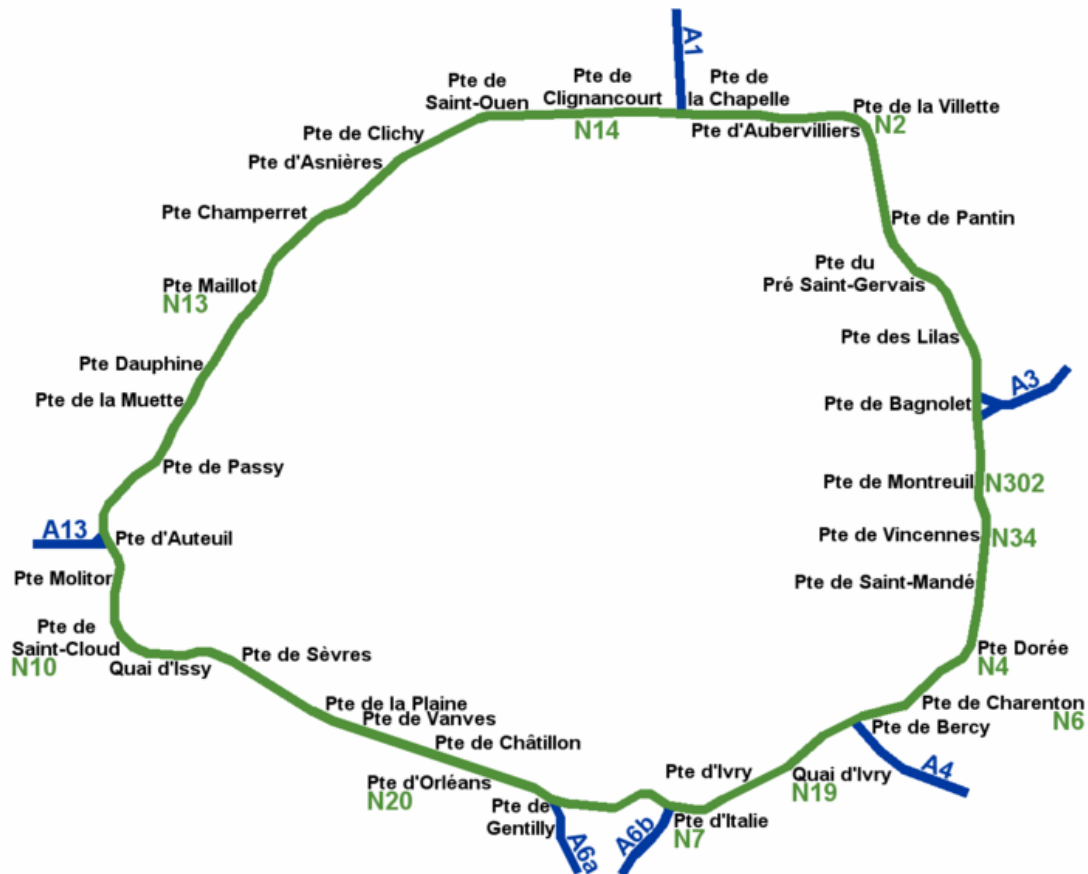 A1
Pte de
Saint-Ouen
Pte de
Clignancourt
N14
Pte de
la Chapelle
Pte d'Aubervilliers
Pte de la Villette
N2
Pte de Clichy
Pte d'Asnières
Pte Champerret
Pte de Pantin
Pte du
Pré Saint-Gervais
Pte Maillot
N13
Pte des Lilas
Pte Dauphine
Pte de la Muette
A3
Pte de Bagnolet
Pte de Passy
Pte de Montreuil
N302
A13
Pte d'Auteuil
Pte de Vincennes
N34
Pte Molitor
Pte de Saint-Mandé
Pte de
Saint-Cloud
N10
Quai d'Issy
Pte de Sèvres
Pte Dorée
N4
Pte de la Plaine
Pte de Vanves
Pte de Charenton
N6
Pte de Bercy
Pte de Châtillon
A4
Pte d'Orléans
N20
Pte d'Ivry
Quai d'Ivry
N19
Pte de
Gentilly
A6a
A6b
Pte d'Italie
N7